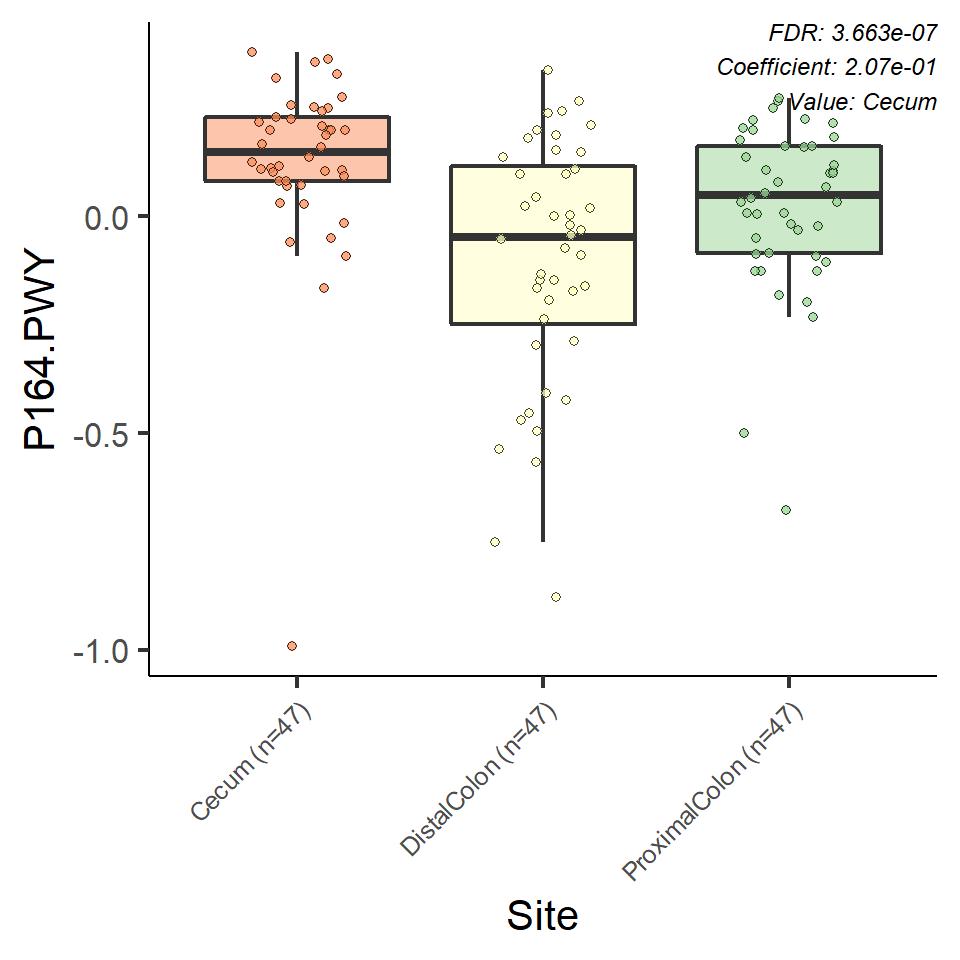 FDR: 3.663e-07
Coefficient: 2.07e-01
Value: Cecum
P164.PWY
0.0
-0.5
-1.0
Cecum (n=47)
DistalColon (n=47)
ProximalColon (n=47)
Site